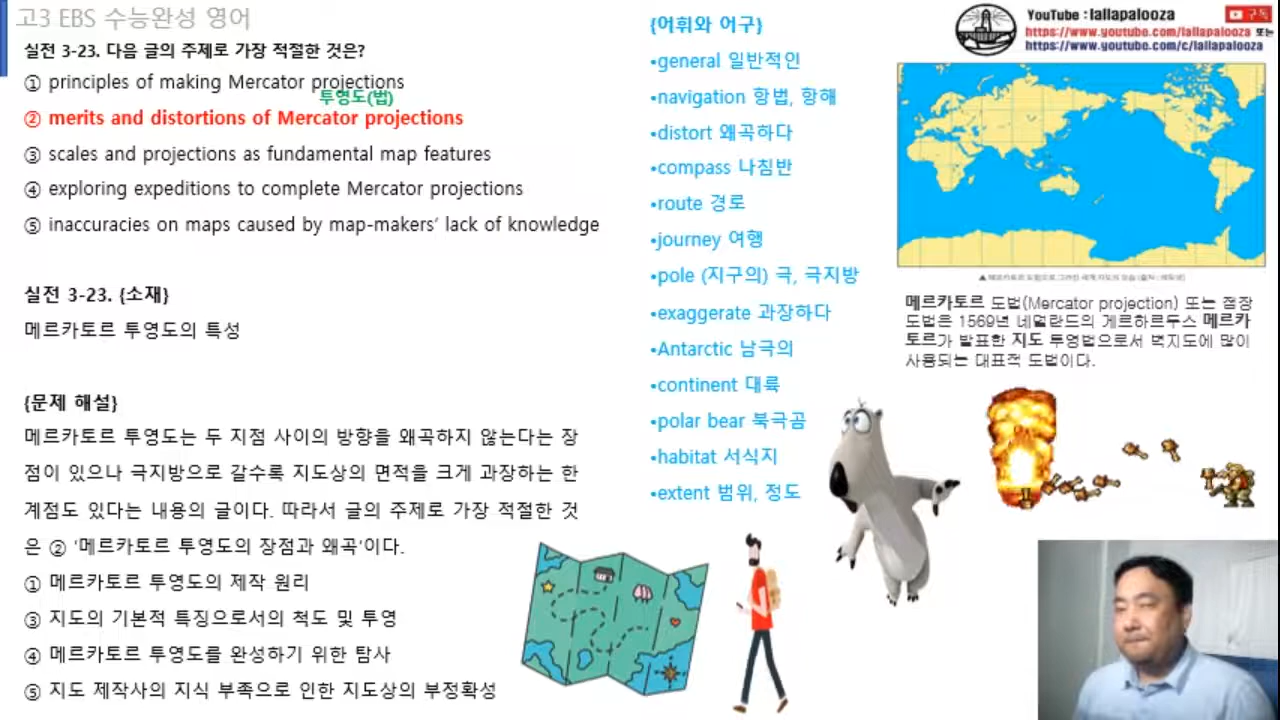 고3 EBS 수능완성 영어
실전 3-23. 다음 글의 주제로 가장 적절한 것은?
① principles of making Mercator projections
투영도(법)
② merits and distortions of Mercator projections
③ scales and projections as fundamental map features
④ exploring expeditions to complete Mercator projections
⑤ inaccuracies on maps caused by map-makers' lack of knowledge
실전 3-23. {소재}
메르카토르 투영도의 특성
{문제 해설}
메르카토르 투영도는 두 지점 사이의 방향을 왜곡하지 않는다는 장
점이 있으나 극지방으로 갈수록 지도상의 면적을 크게 과장하는 한
계점도 있다는 내용의 글이다. 따라서 글의 주제로 가장 적절한 것
은 ② '메르카토르 투영도의 장점과 왜곡'이다.
① 메르카토르 투영도의 제작 원리
③ 지도의 기본적 특징으로서의 척도 및 투영
④ 메르카토르 투영도를 완성하기 위한 탐사
⑤ 지도 제작사의 지식 부족으로 인한 지도상의 부정확성
{어휘와 어구}
•general 일반적인
•navigation 항법, 항해
•distort 왜곡하다
•compass 나침반
•route 경로
•journey 여행
•pole (지구의) 극, 극지방
•exaggerate 과장하다
•Antarctic 남극의
•continent 대륙
•polar bear 북극곰
•habitat 서식지
•extent 범위, 정도
YouTube : lallapalooza
구독
https://www.youtube.com/lallapalooza 또는
https://www.youtube.com/c/lallapalooza
메르카토르 도법(Mercator projection) 또는 점장
도법은 1569년 네덜란드의 게르하르두스 메르카
토르가 발표한 지도 투영법으로서 벽지도에 많이
사용되는 대표적 도법이다.